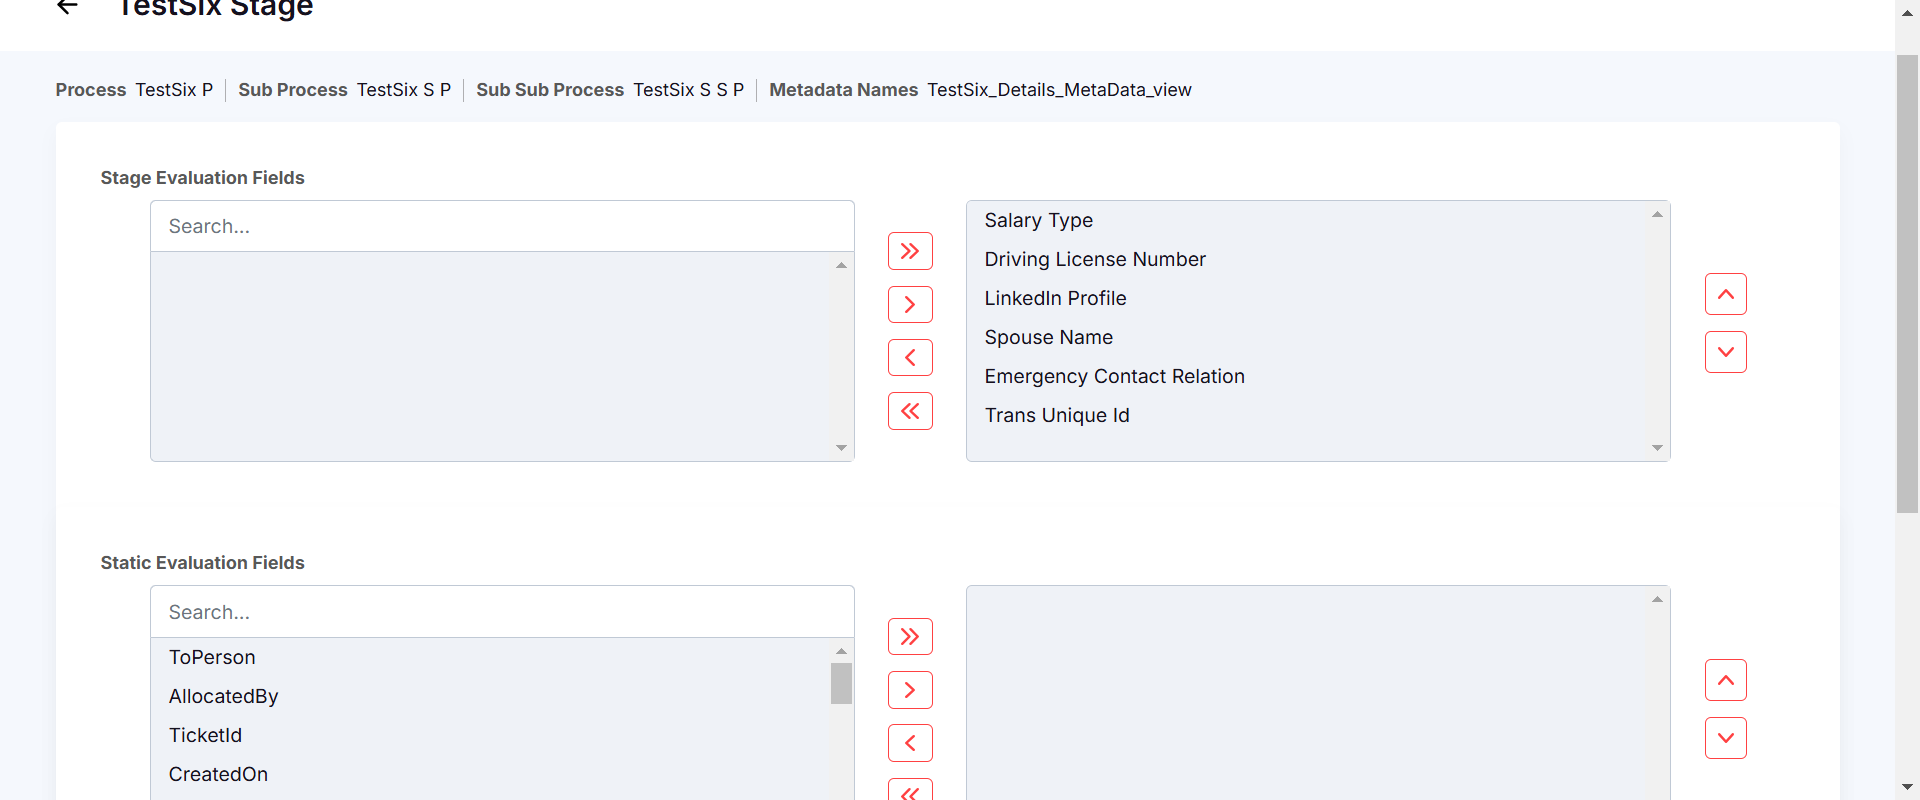 TestSix Stage
Process TestSix P Sub Process TestSix S P Sub Sub Process TestSix S S P Metadata Names TestSix_Details_MetaData_view
Stage Evaluation Fields
Search...
Salary Type
Driving License Number
LinkedIn Profile
Spouse Name
Emergency Contact Relation
Trans Unique Id
Static Evaluation Fields
Search...
ToPerson
AllocatedBy
TicketId
CreatedOn